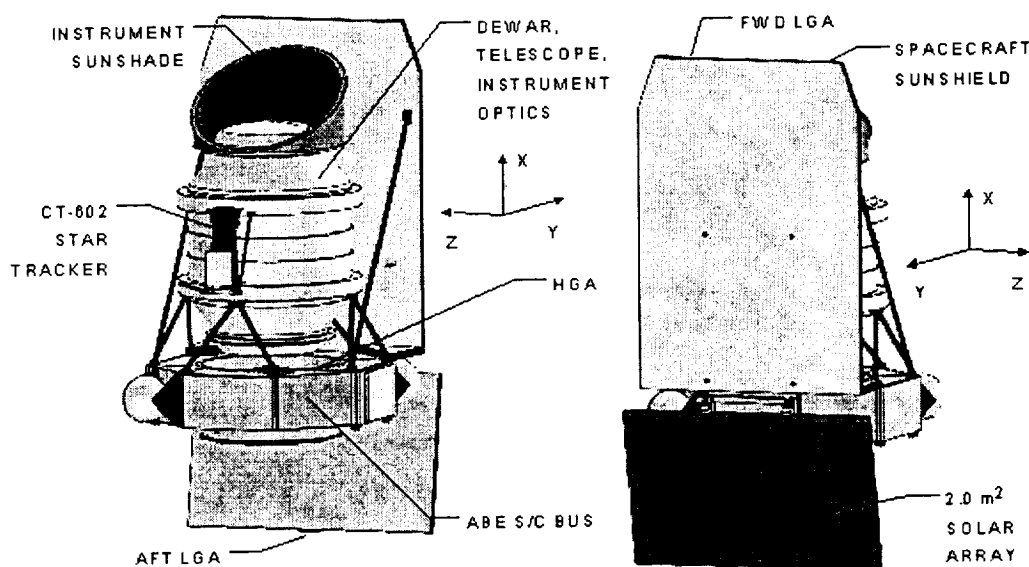 INSTRUMENT
SUNSHADE
DEWAR,
TELESCOPE,
INSTRUMENT
OPTICS
FWD LGA
SPACECRAFT
SUNSHIELD
X
Z
Y
CT-602
STAR
TRACKER
HGA
X
Y
Z
ABE S/C BUS
AFT LGA
2.0 m²
SOLAR
ARRAY